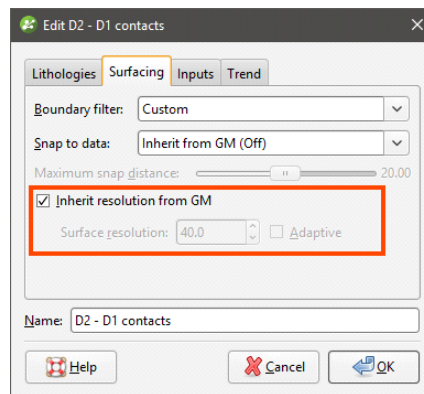 Edit D2 - D1 contacts
Lithologies Surfacing Inputs Trend
Boundary filter: Custom
Snap to data: Inherit from GM (Off)
Maximum snap distance: 20.00
Inherit resolution from GM
Surface resolution: 40.0 Adaptive
Name: D2 - D1 contacts
Help Cancel OK